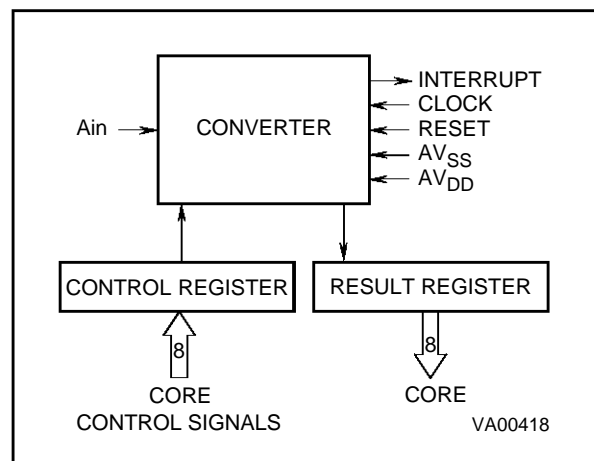 INTERRUPT
CLOCK
Ain
CONVERTER
RESET
AVSS
AVDD
CONTROL REGISTER
RESULT REGISTER
8
8
CORE
CONTROL SIGNALS
CORE
VA00418